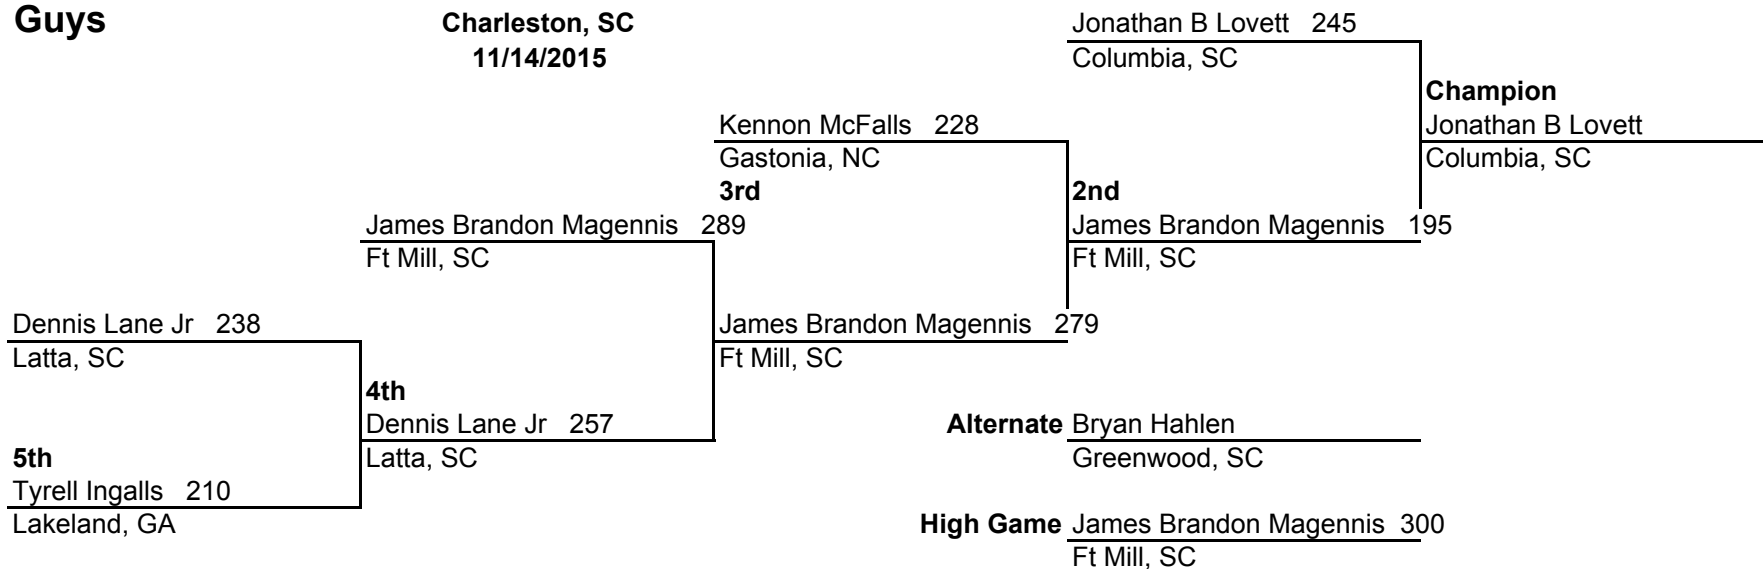 Guys
Charleston, SC
11/14/2015
Jonathan B Lovett 245
Columbia, SC
Champion
Kennon McFalls 228
Jonathan B Lovett
Gastonia, NC
Columbia, SC
3rd
2nd
James Brandon Magennis 289
James Brandon Magennis 195
Ft Mill, SC
Ft Mill, SC
Dennis Lane Jr 238
James Brandon Magennis 279
Latta, SC
Ft Mill, SC
4th
Dennis Lane Jr 257
Alternate Bryan Hahlen
5th
Latta, SC
Greenwood, SC
Tyrell Ingalls 210
Lakeland, GA
High Game James Brandon Magennis 300
Ft Mill, SC